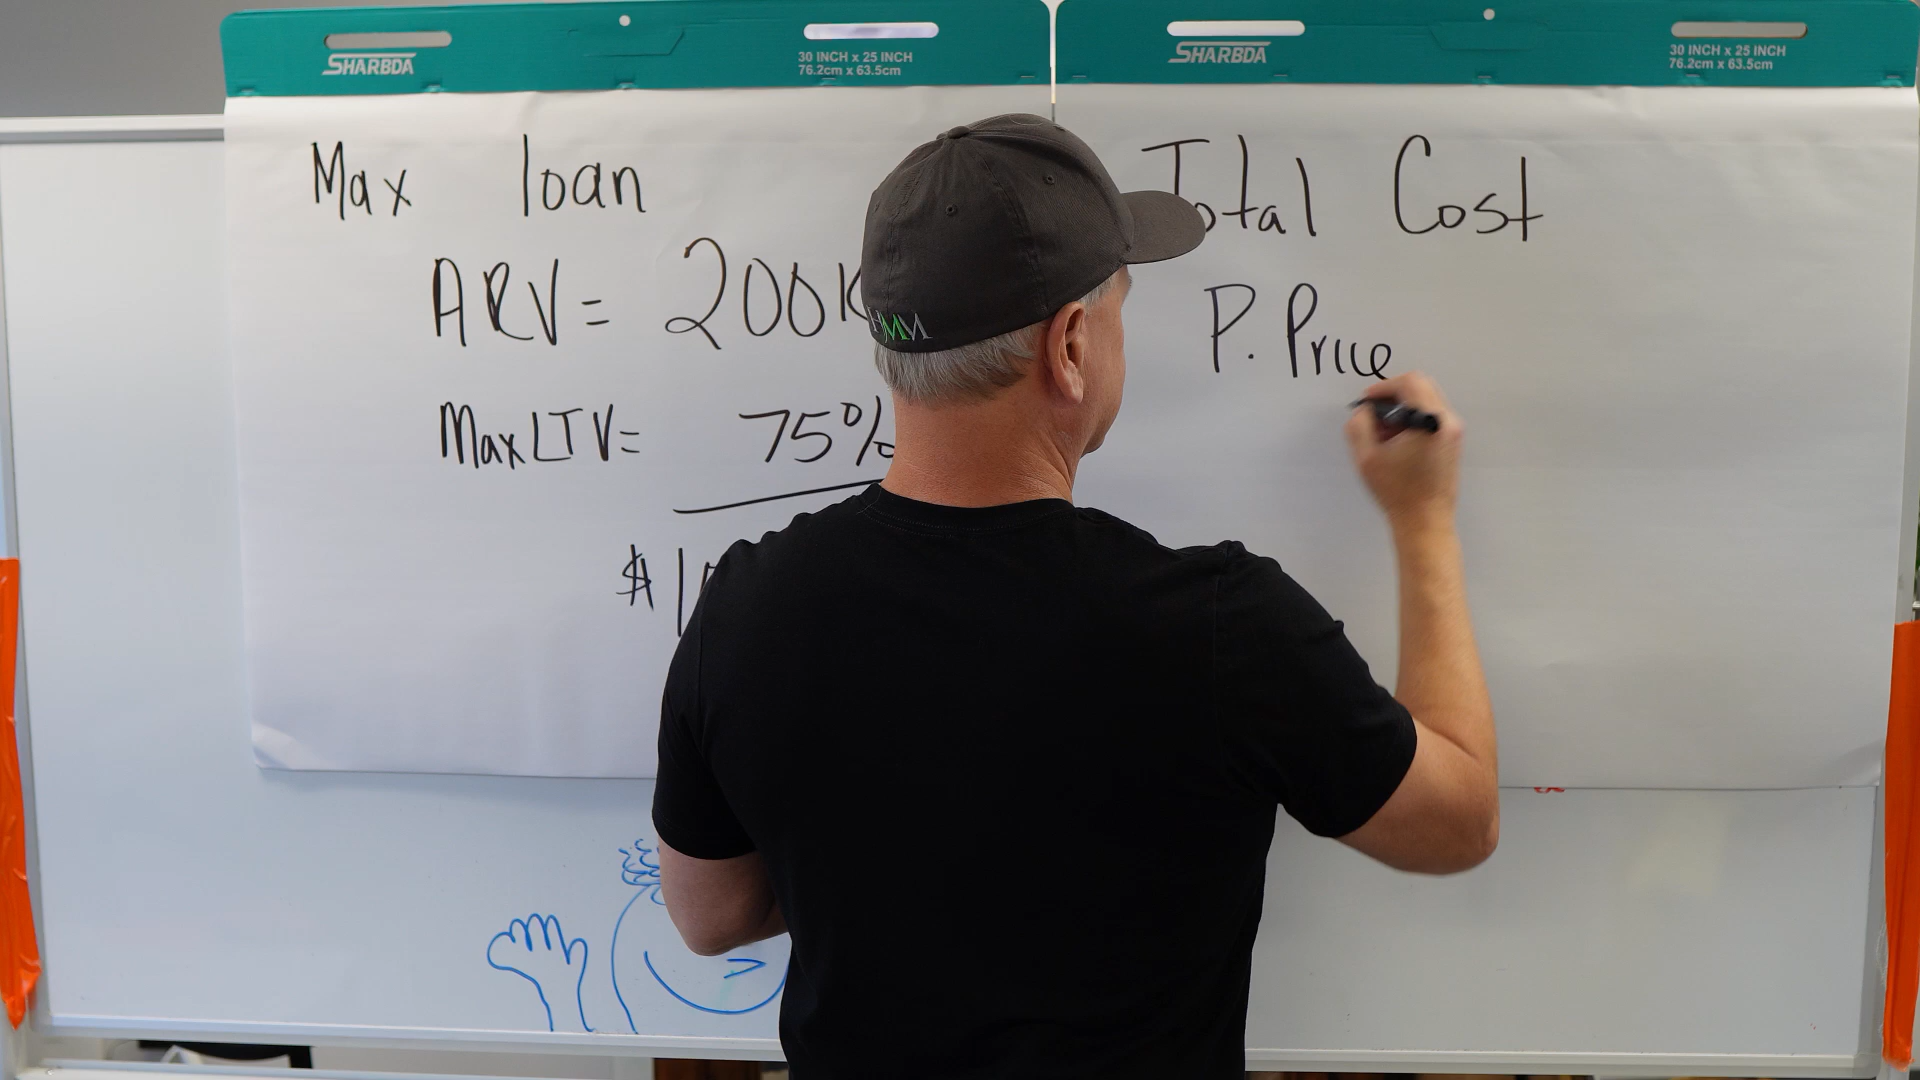 SHARBDA
30 INCH x 25 INCH
76.2cm x 63.5cm
SHARBDA
30 INCH x 25 INCH
76.2cm x 63.5cm
Max loan
ARV = 200K
Max LTV = 75%
$1
Total Cost
P. Price
HMM